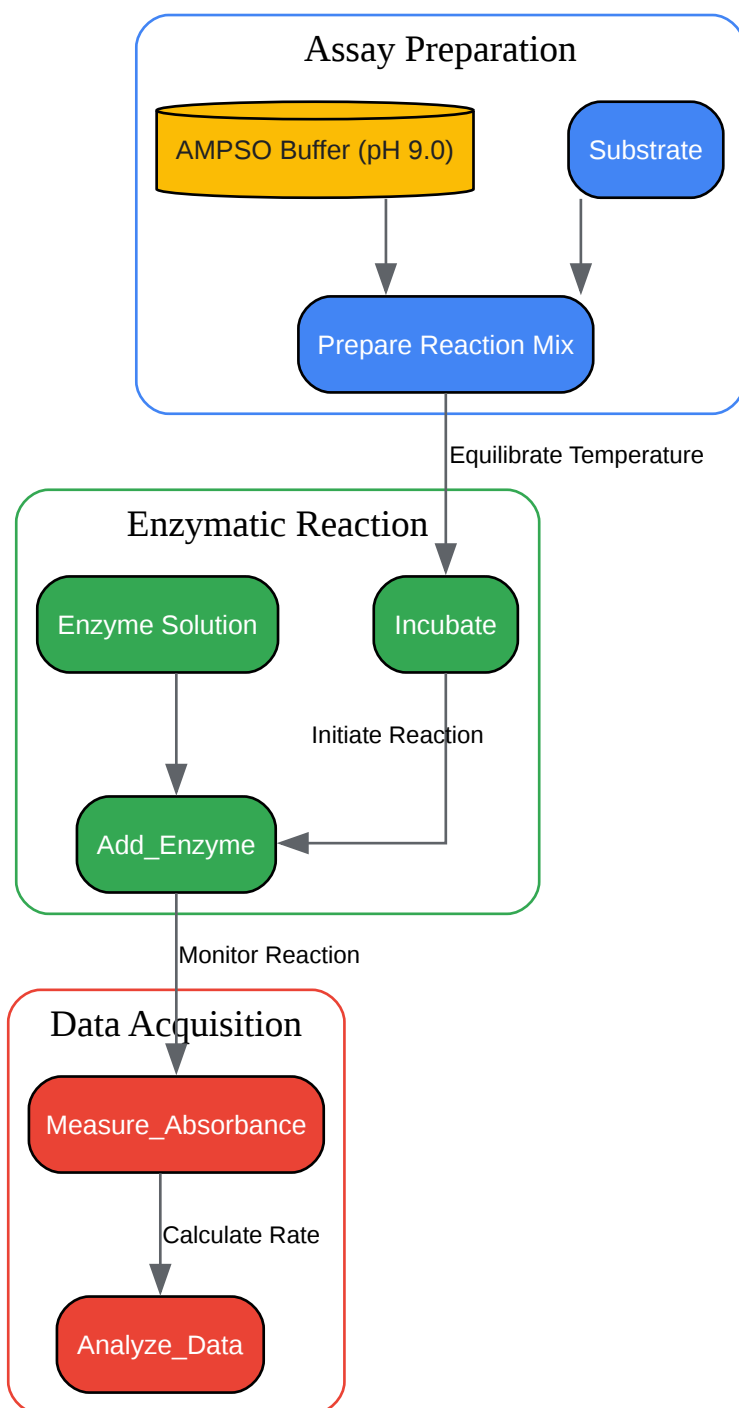 Assay Preparation
AMPSO Buffer (pH 9.0)
Substrate
Prepare Reaction Mix
Equilibrate Temperature
Enzymatic Reaction
Enzyme Solution
Incubate
Initiate Reaction
Add_Enzyme
Monitor Reaction
Data Acquisition
Measure_Absorbance
Calculate Rate
Analyze_Data